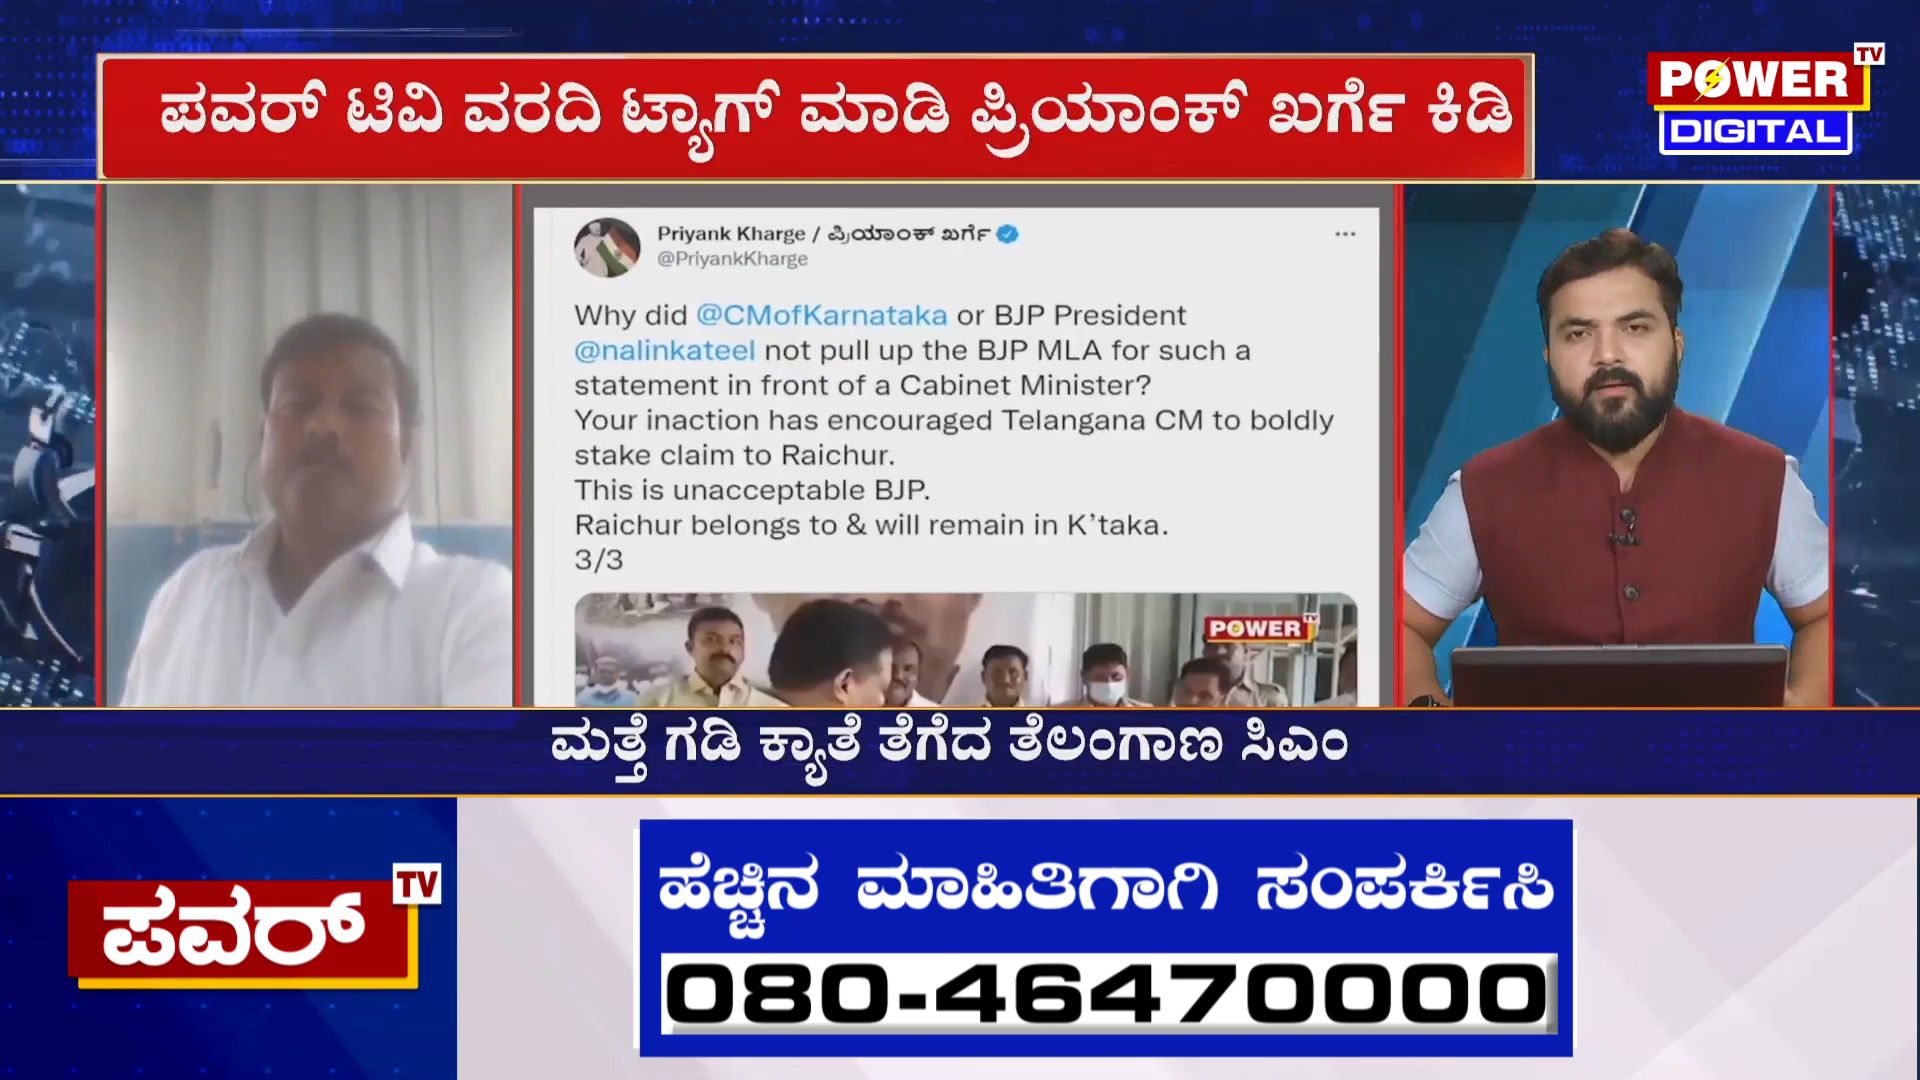 ಪವರ್ ಟಿವಿ ವರದಿ ಟ್ಯಾಗ್ ಮಾಡಿ ಪ್ರಿಯಾಂಕ್ ಖರ್ಗೆ ಕಿಡಿ
POWER TV
DIGITAL
Priyank Kharge / ಪ್ರಿಯಾಂಕ್ ಖರ್ಗೆ
@PriyankKharge
Why did @CMofKarnataka or BJP President
@nalinkateel not pull up the BJP MLA for such a
statement in front of a Cabinet Minister?
Your inaction has encouraged Telangana CM to boldly
stake claim to Raichur.
This is unacceptable BJP.
Raichur belongs to & will remain in K'taka.
3/3
POWER TV
ಮತ್ತೆ ಗಡಿ ಕ್ಯಾತೆ ತೆಗೆದ ತೆಲಂಗಾಣ ಸಿಎಂ
ಪವರ್ TV
ಹೆಚ್ಚಿನ ಮಾಹಿತಿಗಾಗಿ ಸಂಪರ್ಕಿಸಿ
080-46470000